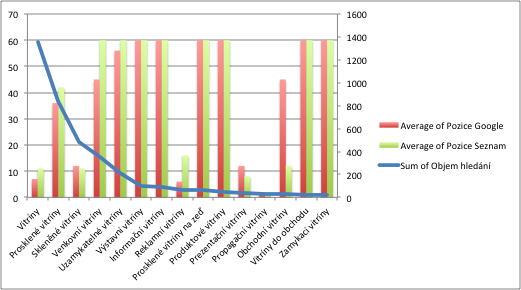 70
60
50
40
30
20
10
0
1600
1400
1200
1000
800
600
400
200
0
Vitríny
Prosklené vitríny
Skleněné vitríny
Venkovní vitríny
Uzamykatelné vitríny
Výstavní vitríny
Informační vitríny
Reklamní vitríny
Prosklené vitríny na zeď
Produktové vitríny
Prezentační vitríny
Propagační vitríny
Obchodní vitríny
Vitríny do obchodu
Zamykací vitríny
Average of Pozice Google
Average of Pozice Seznam
Sum of Objem hledání